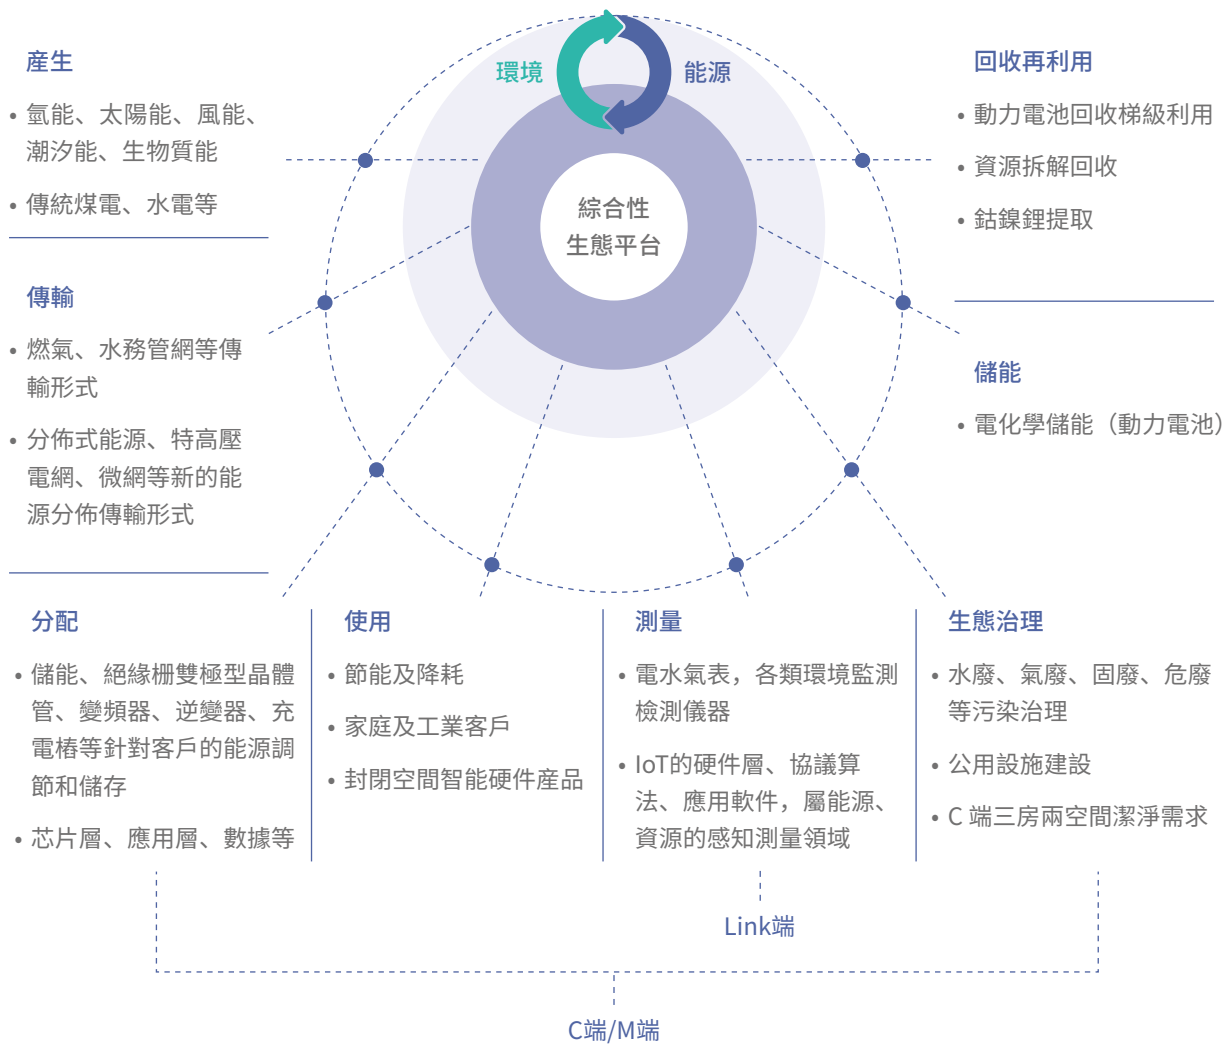 環境
能源
綜合性
生態平台
産生
• 氫能、太陽能、風能、
潮汐能、生物質能
• 傳統煤電、水電等
傳輸
• 燃氣、水務管網等傳
輸形式
• 分佈式能源、特高壓
電網、微網等新的能
源分佈傳輸形式
回收再利用
• 動力電池回收梯級利用
• 資源拆解回收
• 鈷鎳鋰提取
儲能
• 電化學儲能（動力電池）
分配
• 儲能、絕緣柵雙極型晶體
管、變頻器、逆變器、充
電樁等針對客戶的能源調
節和儲存
• 芯片層、應用層、數據等
使用
• 節能及降耗
• 家庭及工業客戶
• 封閉空間智能硬件産品
測量
• 電水氣表，各類環境監測
檢測儀器
• IoT的硬件層、協議算
法、應用軟件，屬能源、
資源的感知測量領域
生態治理
• 水廢、氣廢、固廢、危廢
等污染治理
• 公用設施建設
• C 端三房兩空間潔淨需求
Link端
C端/M端